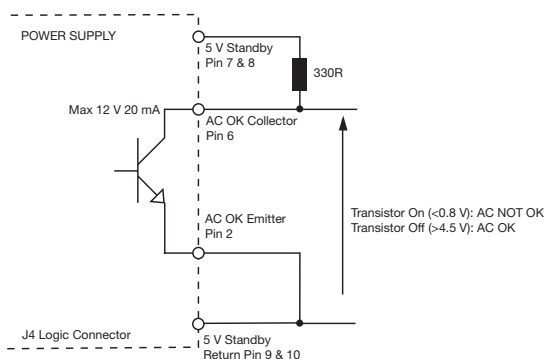 POWER SUPPLY
5 V Standby
Pin 7 & 8
330R
Max 12 V 20 mA
AC OK Collector
Pin 6
AC OK Emitter
Pin 2
Transistor On (<0.8 V): AC NOT OK
Transistor Off (>4.5 V): AC OK
J4 Logic Connector
5 V Standby
Return Pin 9 & 10